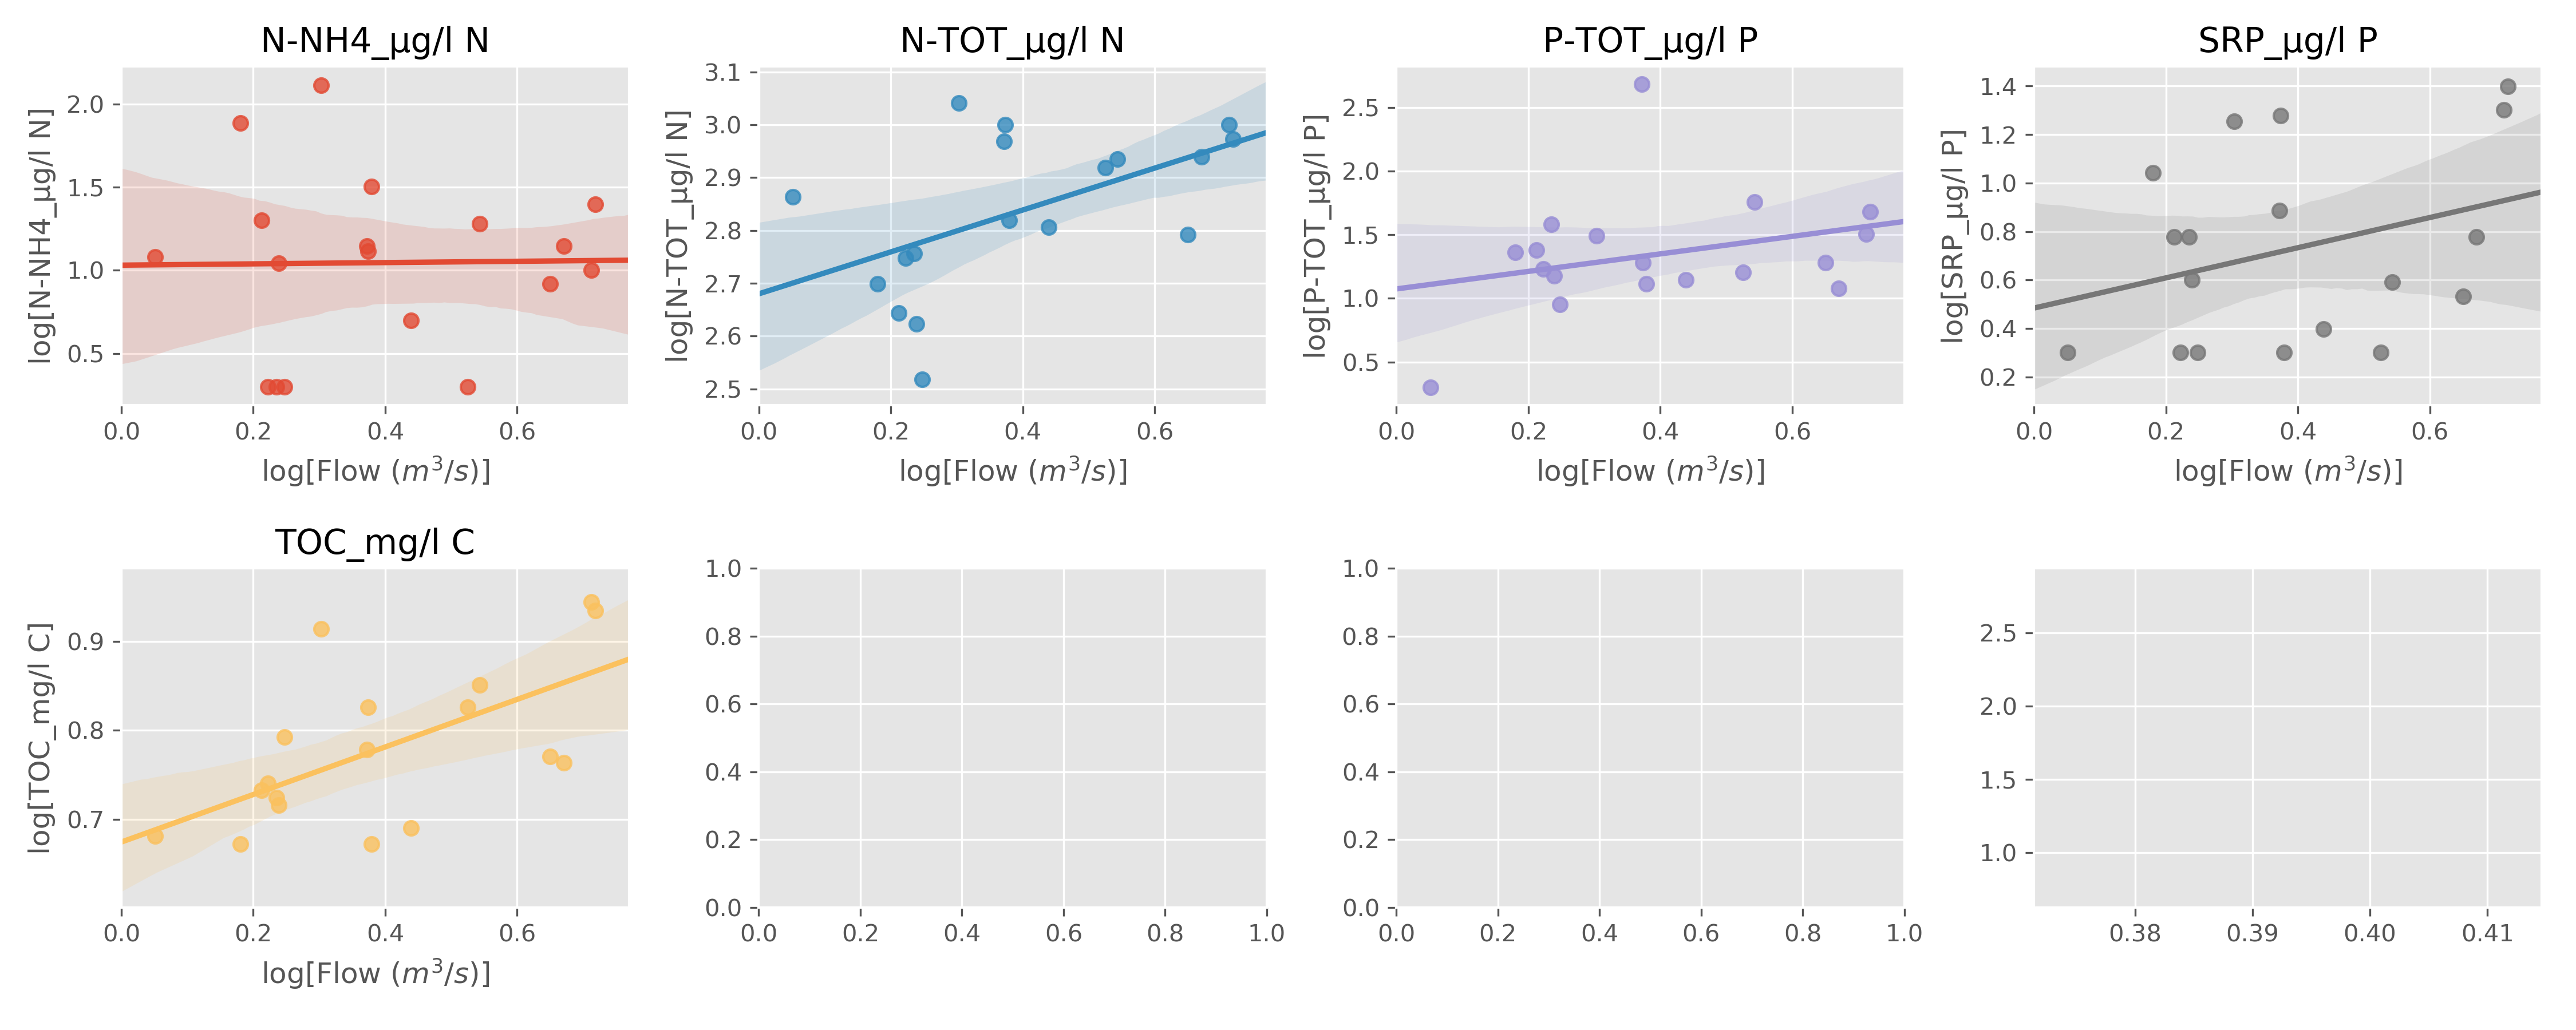 N-NH4_µg/l N
log[N-NH4_µg/l N]
2.0
1.5
1.0
0.5
0.0 0.2 0.4 0.6
log[Flow (m³/s)]
N-TOT_µg/l N
log[N-TOT_µg/l N]
3.1
3.0
2.9
2.8
2.7
2.6
2.5
0.0 0.2 0.4 0.6
log[Flow (m³/s)]
P-TOT_µg/l P
log[P-TOT_µg/l P]
2.5
2.0
1.5
1.0
0.5
0.0 0.2 0.4 0.6
log[Flow (m³/s)]
SRP_µg/l P
log[SRP_µg/l P]
1.4
1.2
1.0
0.8
0.6
0.4
0.2
0.0 0.2 0.4 0.6
log[Flow (m³/s)]
TOC_mg/l C
log[TOC_mg/l C]
0.9
0.8
0.7
0.0 0.2 0.4 0.6
log[Flow (m³/s)]
1.0
0.8
0.6
0.4
0.2
0.0
0.0 0.2 0.4 0.6 0.8 1.0
1.0
0.8
0.6
0.4
0.2
0.0
0.0 0.2 0.4 0.6 0.8 1.0
2.5
2.0
1.5
1.0
0.38 0.39 0.40 0.41